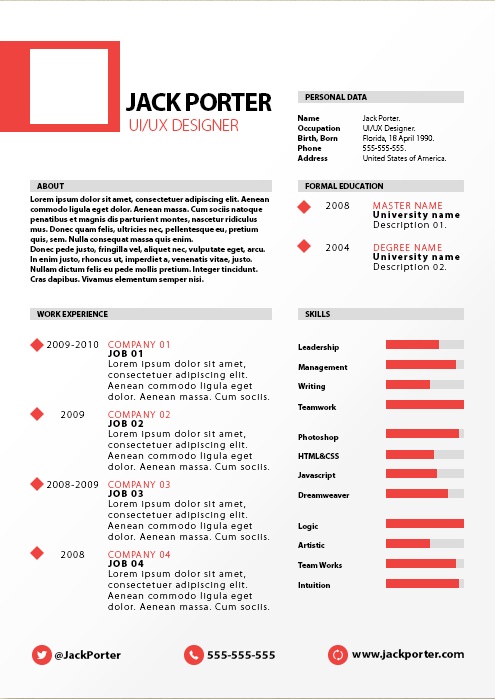 JACK PORTER
UI/UX DESIGNER
PERSONAL DATA
Name Jack Porter.
Occupation UI/UX Designer.
Birth, Born Florida, 18 April 1990.
Phone 555-555-555.
Address United States of America.
ABOUT
Lorem ipsum dolor sit amet, consectetuer adipiscing elit. Aenean
commodo ligula eget dolor. Aenean massa. Cum sociis natoque
penatibus et magnis dis parturient montes, nascetur ridiculus
mus. Donec quam felis, ultricies nec, pellentesque eu, pretium
quis, sem. Nulla consequat massa quis enim.
Donec pede justo, fringilla vel, aliquet nec, vulputate eget, arcu.
In enim justo, rhoncus ut, imperdiet a, venenatis vitae, justo.
Nullam dictum felis eu pede mollis pretium. Integer tincidunt.
Cras dapibus. Vivamus elementum semper nisi.
FORMAL EDUCATION
2008 MASTER NAME
University name
Description 01.
2004 DEGREE NAME
University name
Description 02.
WORK EXPERIENCE
2009-2010 COMPANY 01
JOB 01
Lorem ipsum dolor sit amet,
consectetuer adipiscing elit.
Aenean commodo ligula eget
dolor. Aenean massa. Cum sociis.
2009 COMPANY 02
JOB 02
Lorem ipsum dolor sit amet,
consectetuer adipiscing elit.
Aenean commodo ligula eget
dolor. Aenean massa. Cum sociis.
2008-2009 COMPANY 03
JOB 03
Lorem ipsum dolor sit amet,
consectetuer adipiscing elit.
Aenean commodo ligula eget
dolor. Aenean massa. Cum sociis.
2008 COMPANY 04
JOB 04
Lorem ipsum dolor sit amet,
consectetuer adipiscing elit.
Aenean commodo ligula eget
dolor. Aenean massa. Cum sociis.
SKILLS
Leadership
Management
Writing
Teamwork
Photoshop
HTML&CSS
Javascript
Dreamweaver
Logic
Artistic
Team Works
Intuition
@JackPorter
555-555-555
www.jackporter.com